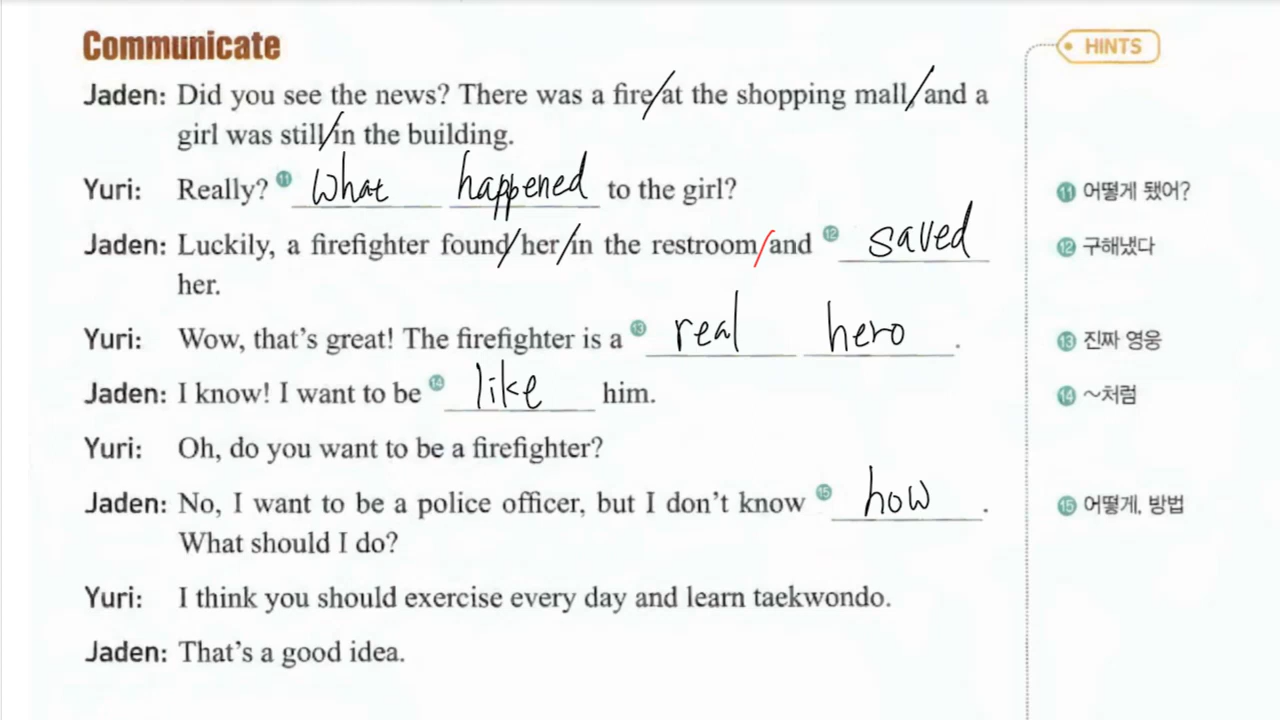 Communicate
HINTS
Jaden: Did you see the news? There was a fire/at the shopping mall,/and a
girl was still/in the building.
Yuri: Really? ⑪ what happened to the girl?
⑪ 어떻게 됐어?
Jaden: Luckily, a firefighter found/her/in the restroom/and ⑫ saved
⑫ 구해냈다
her.
Yuri: Wow, that's great! The firefighter is a ⑬ real hero.
⑬ 진짜 영웅
Jaden: I know! I want to be ⑭ like him.
⑭ ~처럼
Yuri: Oh, do you want to be a firefighter?
Jaden: No, I want to be a police officer, but I don't know ⑮ how.
⑮ 어떻게, 방법
What should I do?
Yuri: I think you should exercise every day and learn taekwondo.
Jaden: That's a good idea.